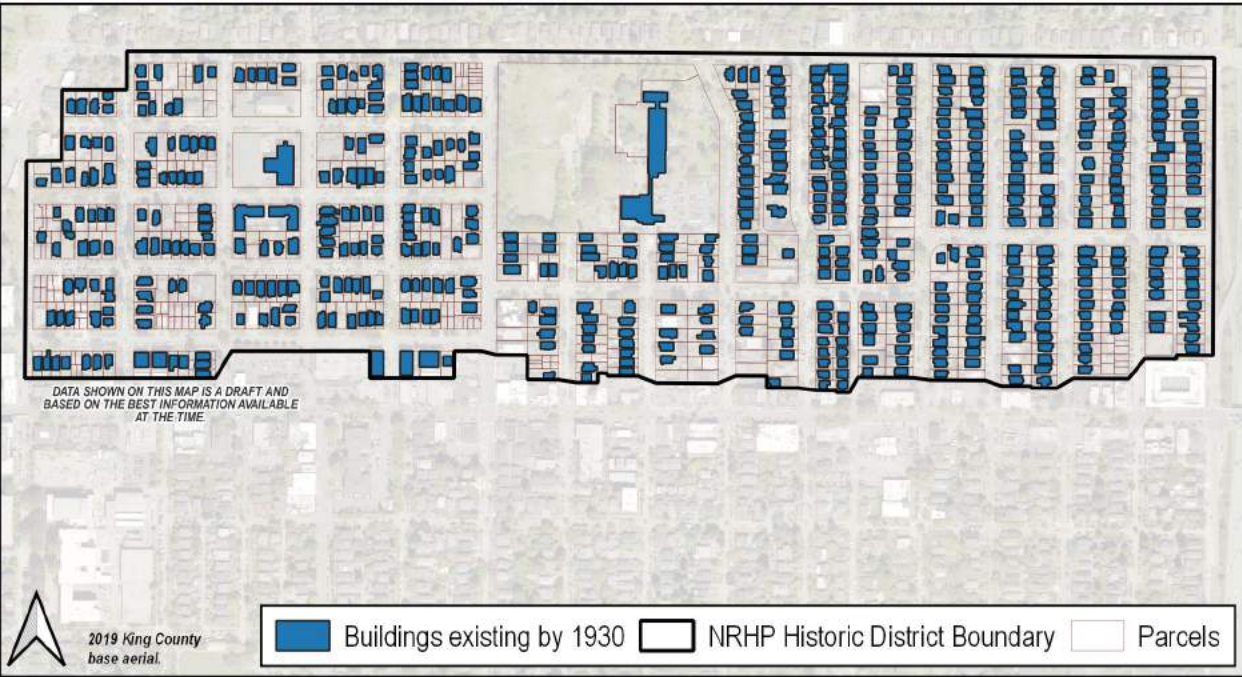 DATA SHOWN ON THIS MAP IS A DRAFT AND
BASED ON THE BEST INFORMATION AVAILABLE
AT THE TIME.
2019 King County
base aerial.
Buildings existing by 1930
NRHP Historic District Boundary
Parcels